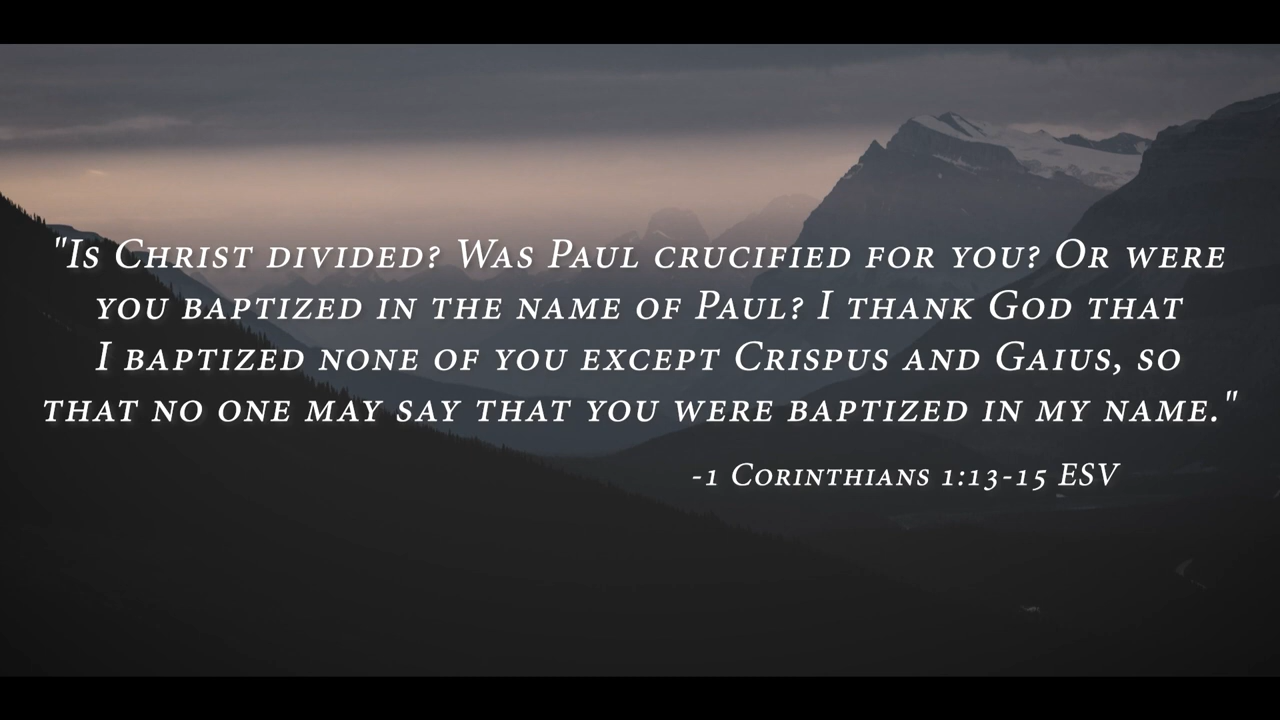 "Is Christ divided? Was Paul crucified for you? Or were
you baptized in the name of Paul? I thank God that
I baptized none of you except Crispus and Gaius, so
that no one may say that you were baptized in my name."
-1 Corinthians 1:13-15 ESV